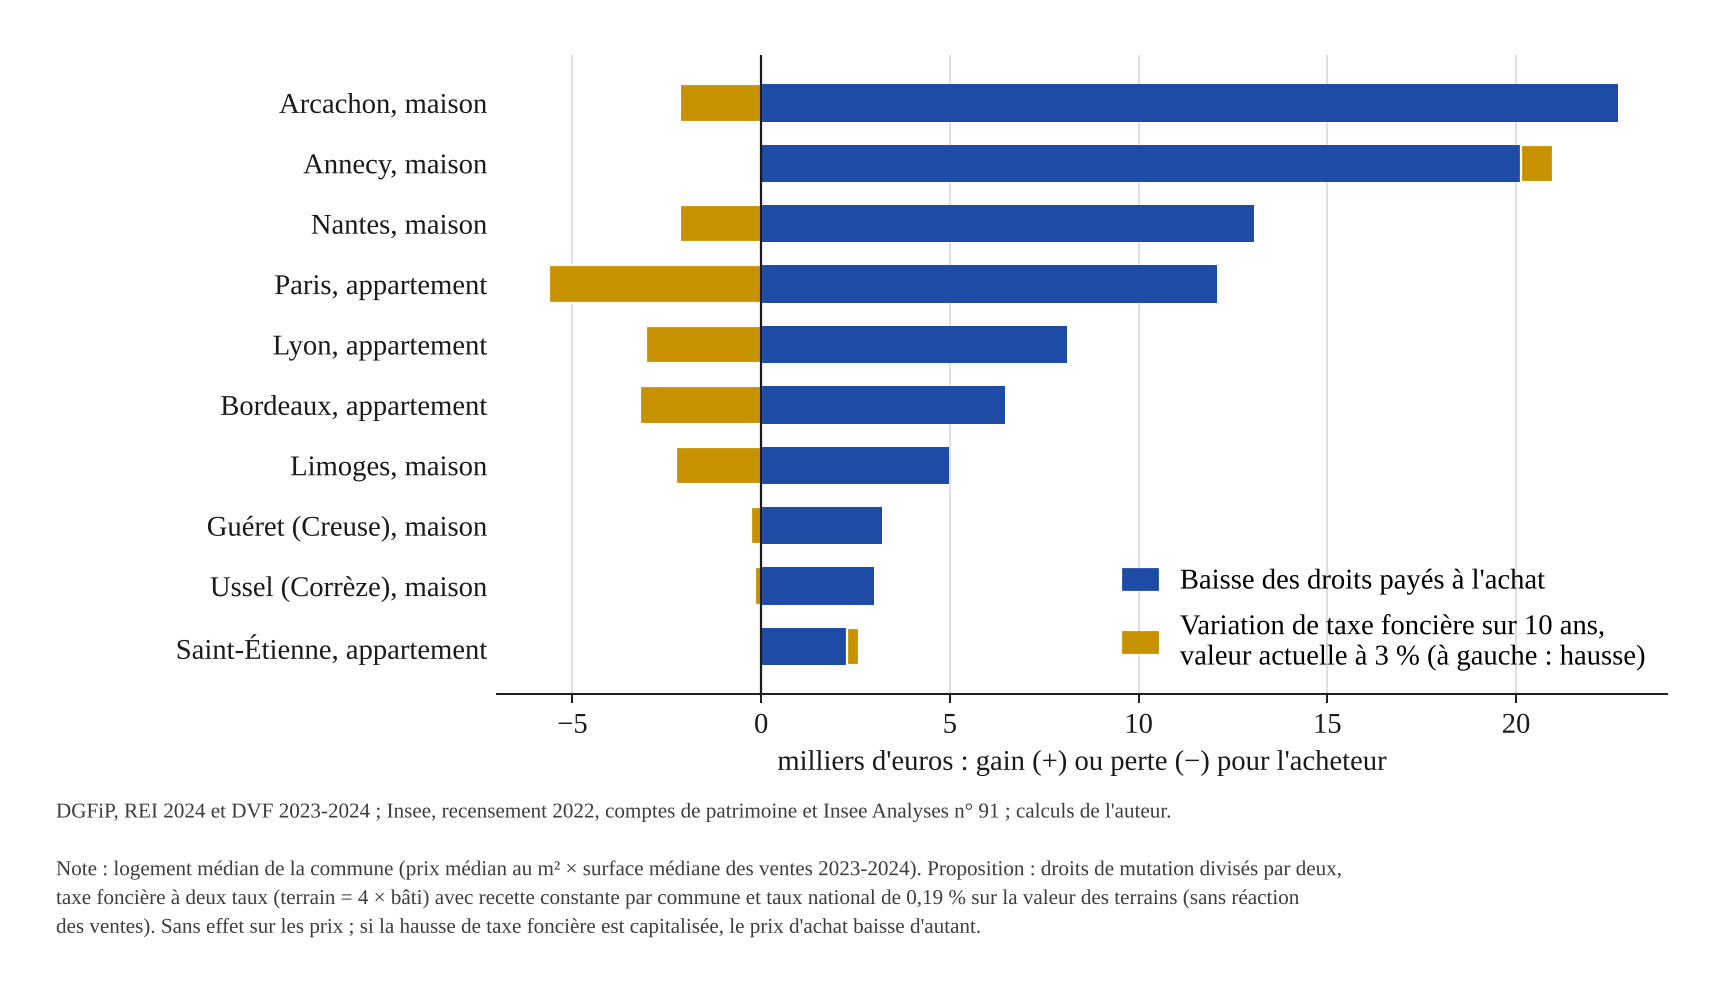 Arcachon, maison
Annecy, maison
Nantes, maison
Paris, appartement
Lyon, appartement
Bordeaux, appartement
Limoges, maison
Guéret (Creuse), maison
Ussel (Corrèze), maison
Saint-Étienne, appartement
Baisse des droits payés à l'achat
Variation de taxe foncière sur 10 ans,
valeur actuelle à 3 % (à gauche : hausse)
−5 0 5 10 15 20
milliers d'euros : gain (+) ou perte (−) pour l'acheteur
DGFiP, REI 2024 et DVF 2023-2024 ; Insee, recensement 2022, comptes de patrimoine et Insee Analyses n° 91 ; calculs de l'auteur.
Note : logement médian de la commune (prix médian au m² × surface médiane des ventes 2023-2024). Proposition : droits de mutation divisés par deux,
taxe foncière à deux taux (terrain = 4 × bâti) avec recette constante par commune et taux national de 0,19 % sur la valeur des terrains (sans réaction
des ventes). Sans effet sur les prix ; si la hausse de taxe foncière est capitalisée, le prix d'achat baisse d'autant.